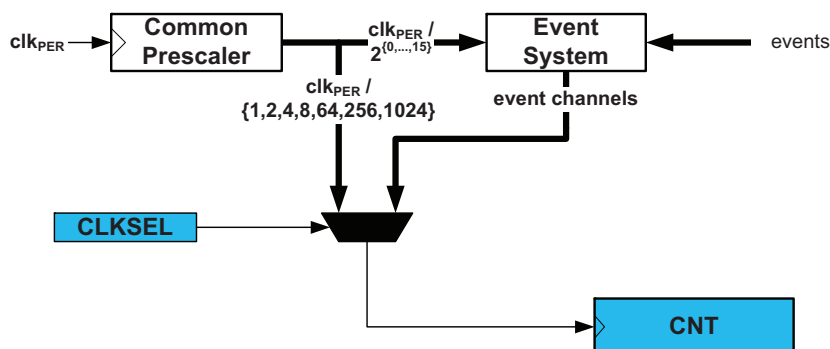 clkPER
Common
Prescaler
clkPER /
2{0,...,15}
Event
System
events
clkPER /
{1,2,4,8,64,256,1024}
event channels
CLKSEL
CNT